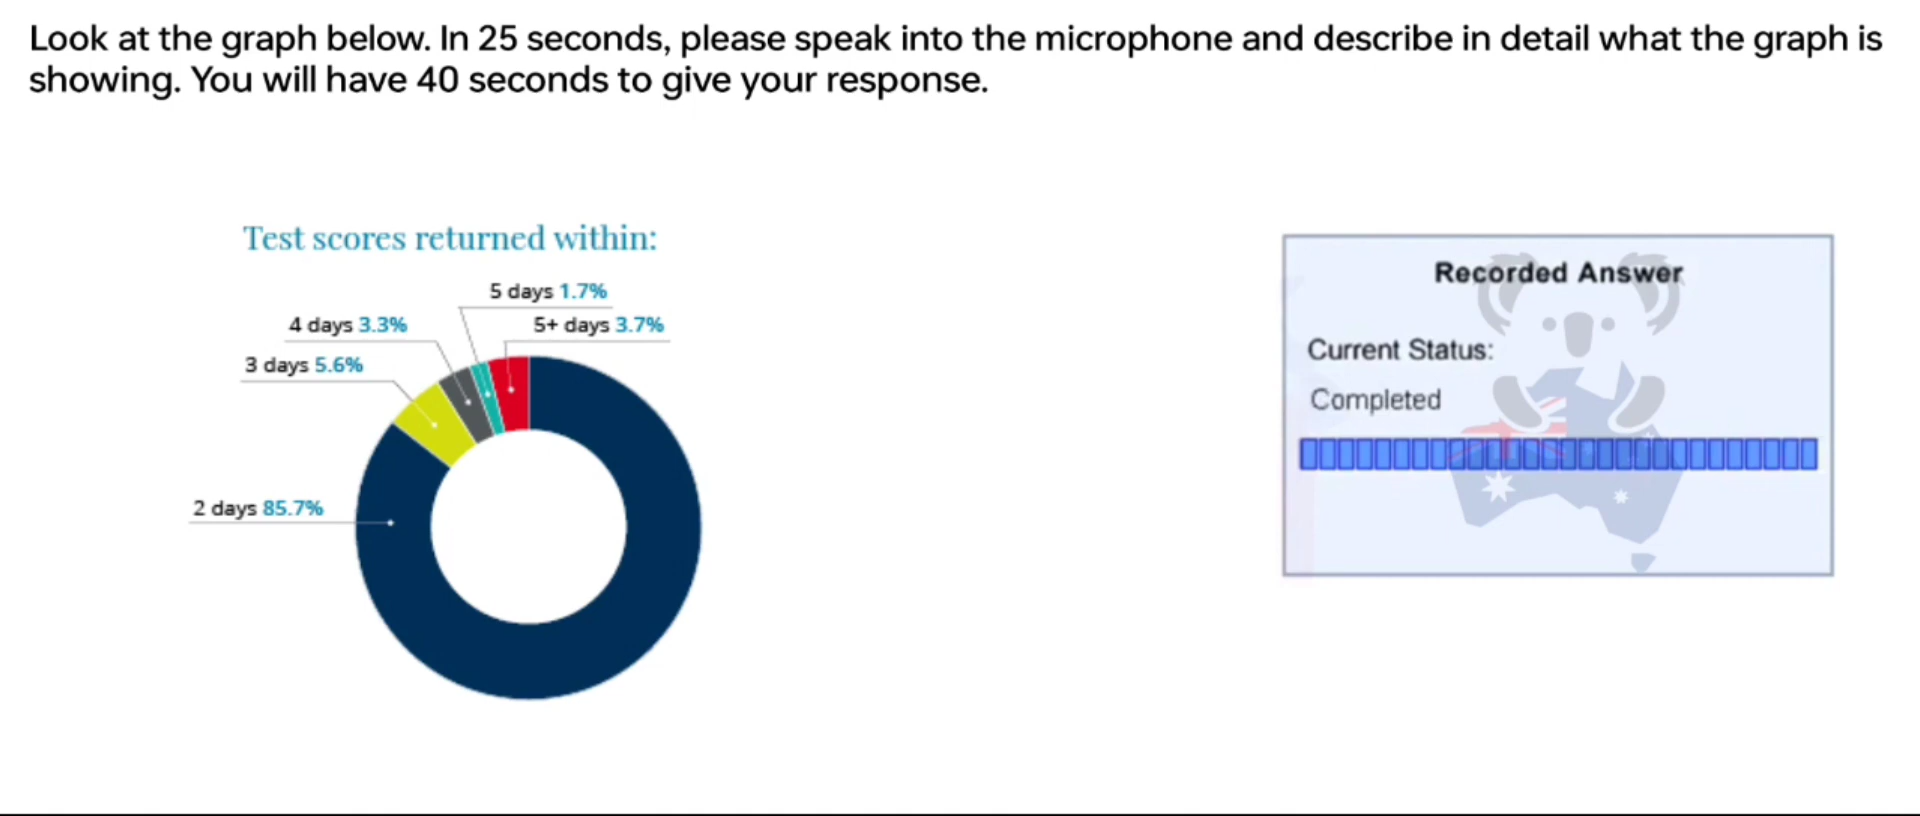 Look at the graph below. In 25 seconds, please speak into the microphone and describe in detail what the graph is
showing. You will have 40 seconds to give your response.
Test scores returned within:
5 days 1.7%
4 days 3.3%
5+ days 3.7%
3 days 5.6%
2 days 85.7%
Recorded Answer
Current Status:
Completed